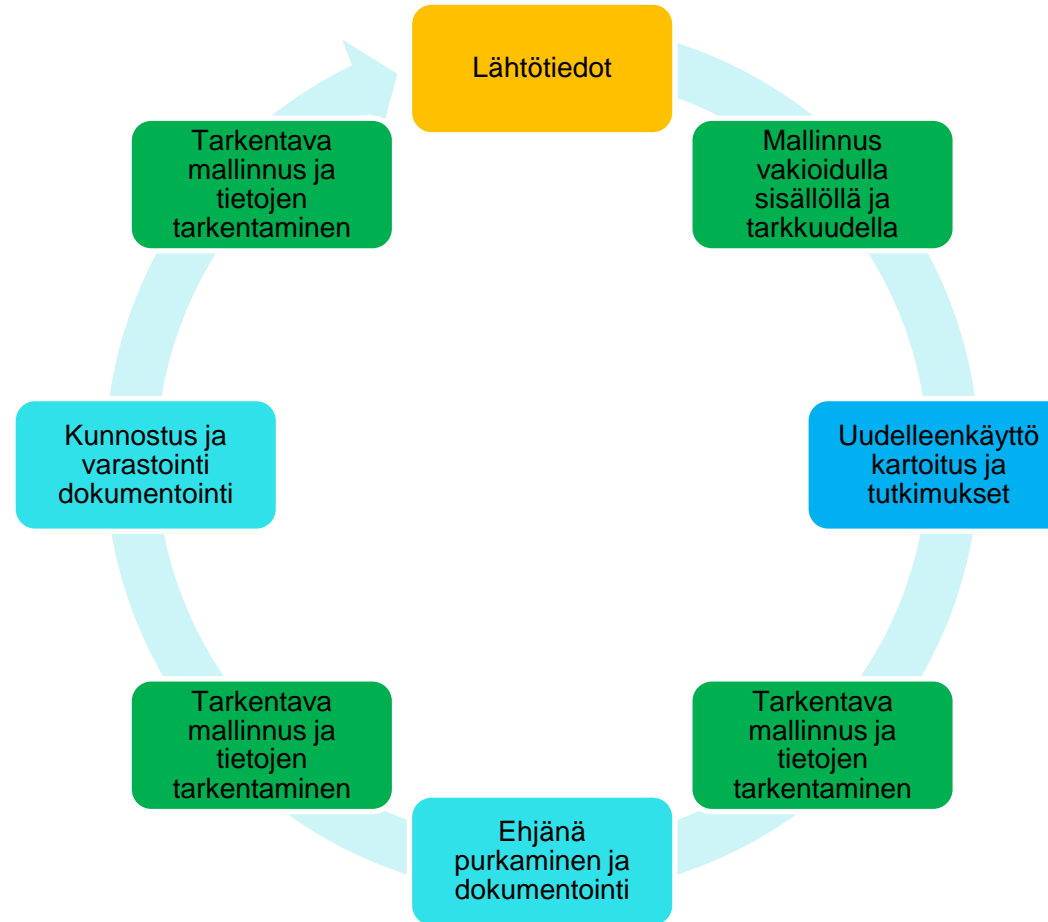 Lähtötiedot
Mallinnus
vakioidulla
sisällöllä ja
tarkkuudella
Uudelleenkäyttö
kartoitus ja
tutkimukset
Tarkentava
mallinnus ja
tietojen
tarkentaminen
Ehjänä
purkaminen ja
dokumentointi
Tarkentava
mallinnus ja
tietojen
tarkentaminen
Kunnostus ja
varastointi
dokumentointi
Tarkentava
mallinnus ja
tietojen
tarkentaminen